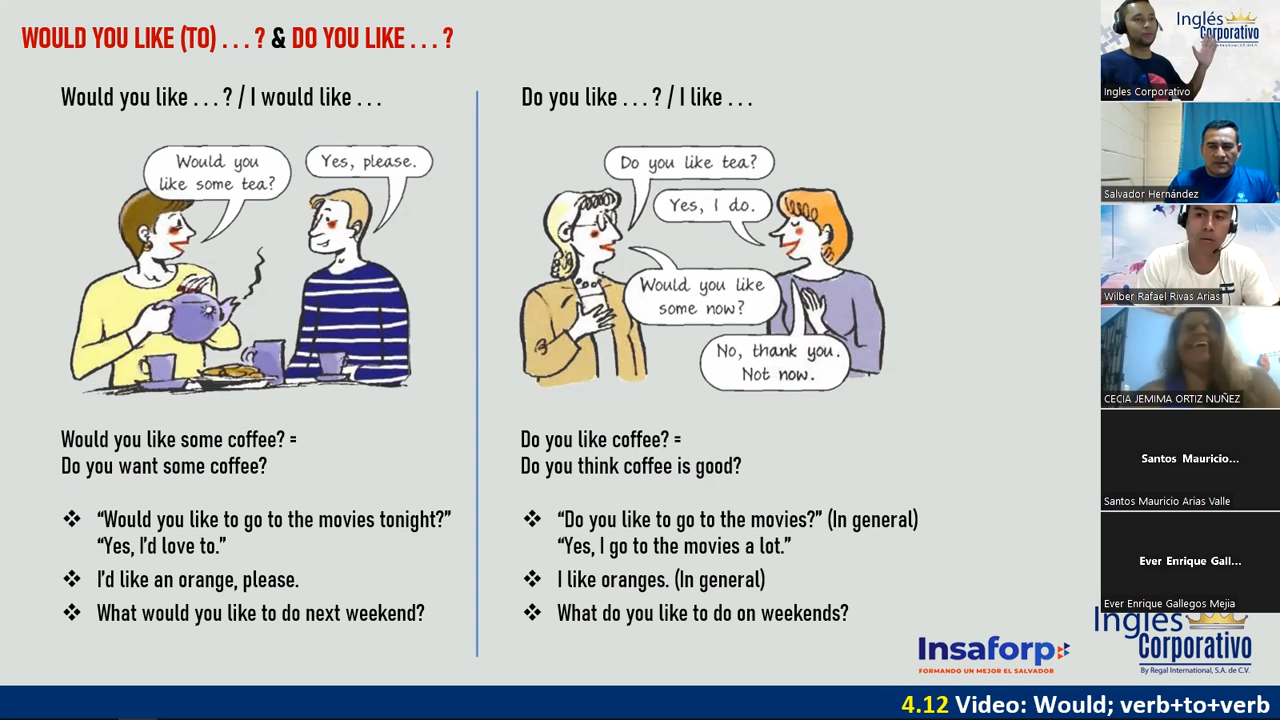 WOULD YOU LIKE (TO) . . . ? & DO YOU LIKE . . . ?
Would you like . . . ? / I would like . . .
Would you
like some tea?
Yes, please.
Would you like some coffee? =
Do you want some coffee?
❖ “Would you like to go to the movies tonight?”
“Yes, I’d love to.”
❖ I’d like an orange, please.
❖ What would you like to do next weekend?
Do you like . . . ? / I like . . .
Do you like tea?
Yes, I do.
Would you like
some now?
No, thank you.
Not now.
Do you like coffee? =
Do you think coffee is good?
❖ “Do you like to go to the movies?” (In general)
“Yes, I go to the movies a lot.”
❖ I like oranges. (In general)
❖ What do you like to do on weekends?
Inglés
Corporativo
Ingles Corporativo
Salvador Hernández
Wilber Rafael Rivas Arias
CECIA JEMIMA ORTIZ NUÑEZ
Santos Mauricio...
Santos Mauricio Arias Valle
Ever Enrique Gall...
Ever Enrique Gallegos Mejia
Insaforp
FORMANDO UN MEJOR EL SALVADOR
Inglés
Corporativo
By Regal International, S.A. de C.V.
4.12 Video: Would; verb+to+verb